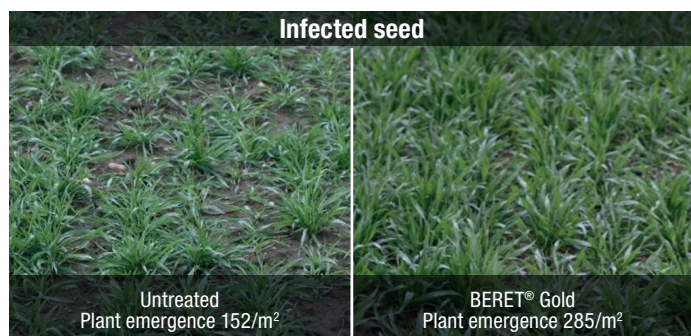 Infected seed
Untreated
Plant emergence 152/m²
BERET® Gold
Plant emergence 285/m²